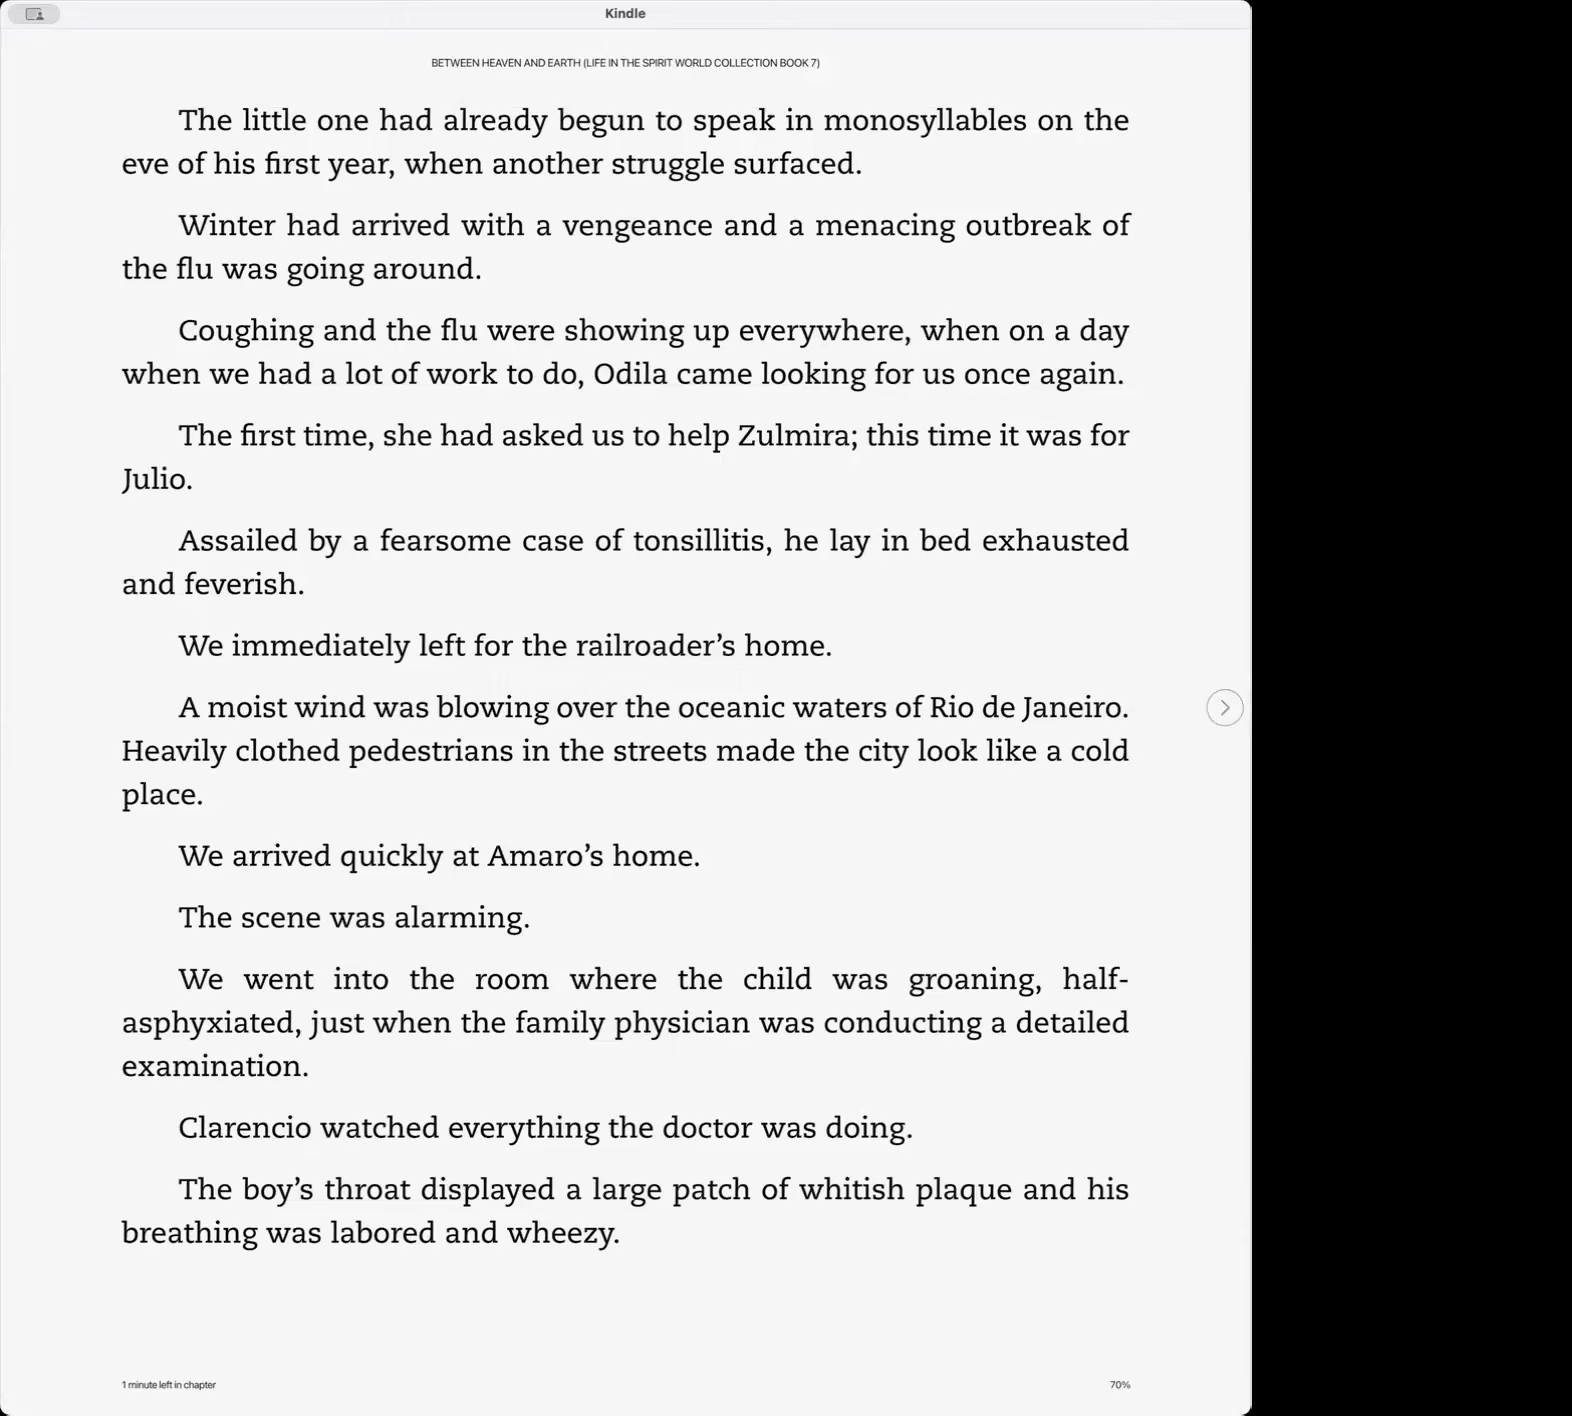 Kindle
BETWEEN HEAVEN AND EARTH (LIFE IN THE SPIRIT WORLD COLLECTION BOOK 7)
The little one had already begun to speak in monosyllables on the
eve of his first year, when another struggle surfaced.
Winter had arrived with a vengeance and a menacing outbreak of
the flu was going around.
Coughing and the flu were showing up everywhere, when on a day
when we had a lot of work to do, Odila came looking for us once again.
The first time, she had asked us to help Zulmira; this time it was for
Julio.
Assailed by a fearsome case of tonsillitis, he lay in bed exhausted
and feverish.
We immediately left for the railroader’s home.
A moist wind was blowing over the oceanic waters of Rio de Janeiro.
Heavily clothed pedestrians in the streets made the city look like a cold
place.
We arrived quickly at Amaro’s home.
The scene was alarming.
We went into the room where the child was groaning, half-
asphyxiated, just when the family physician was conducting a detailed
examination.
Clarencio watched everything the doctor was doing.
The boy’s throat displayed a large patch of whitish plaque and his
breathing was labored and wheezy.
1 minute left in chapter
70%